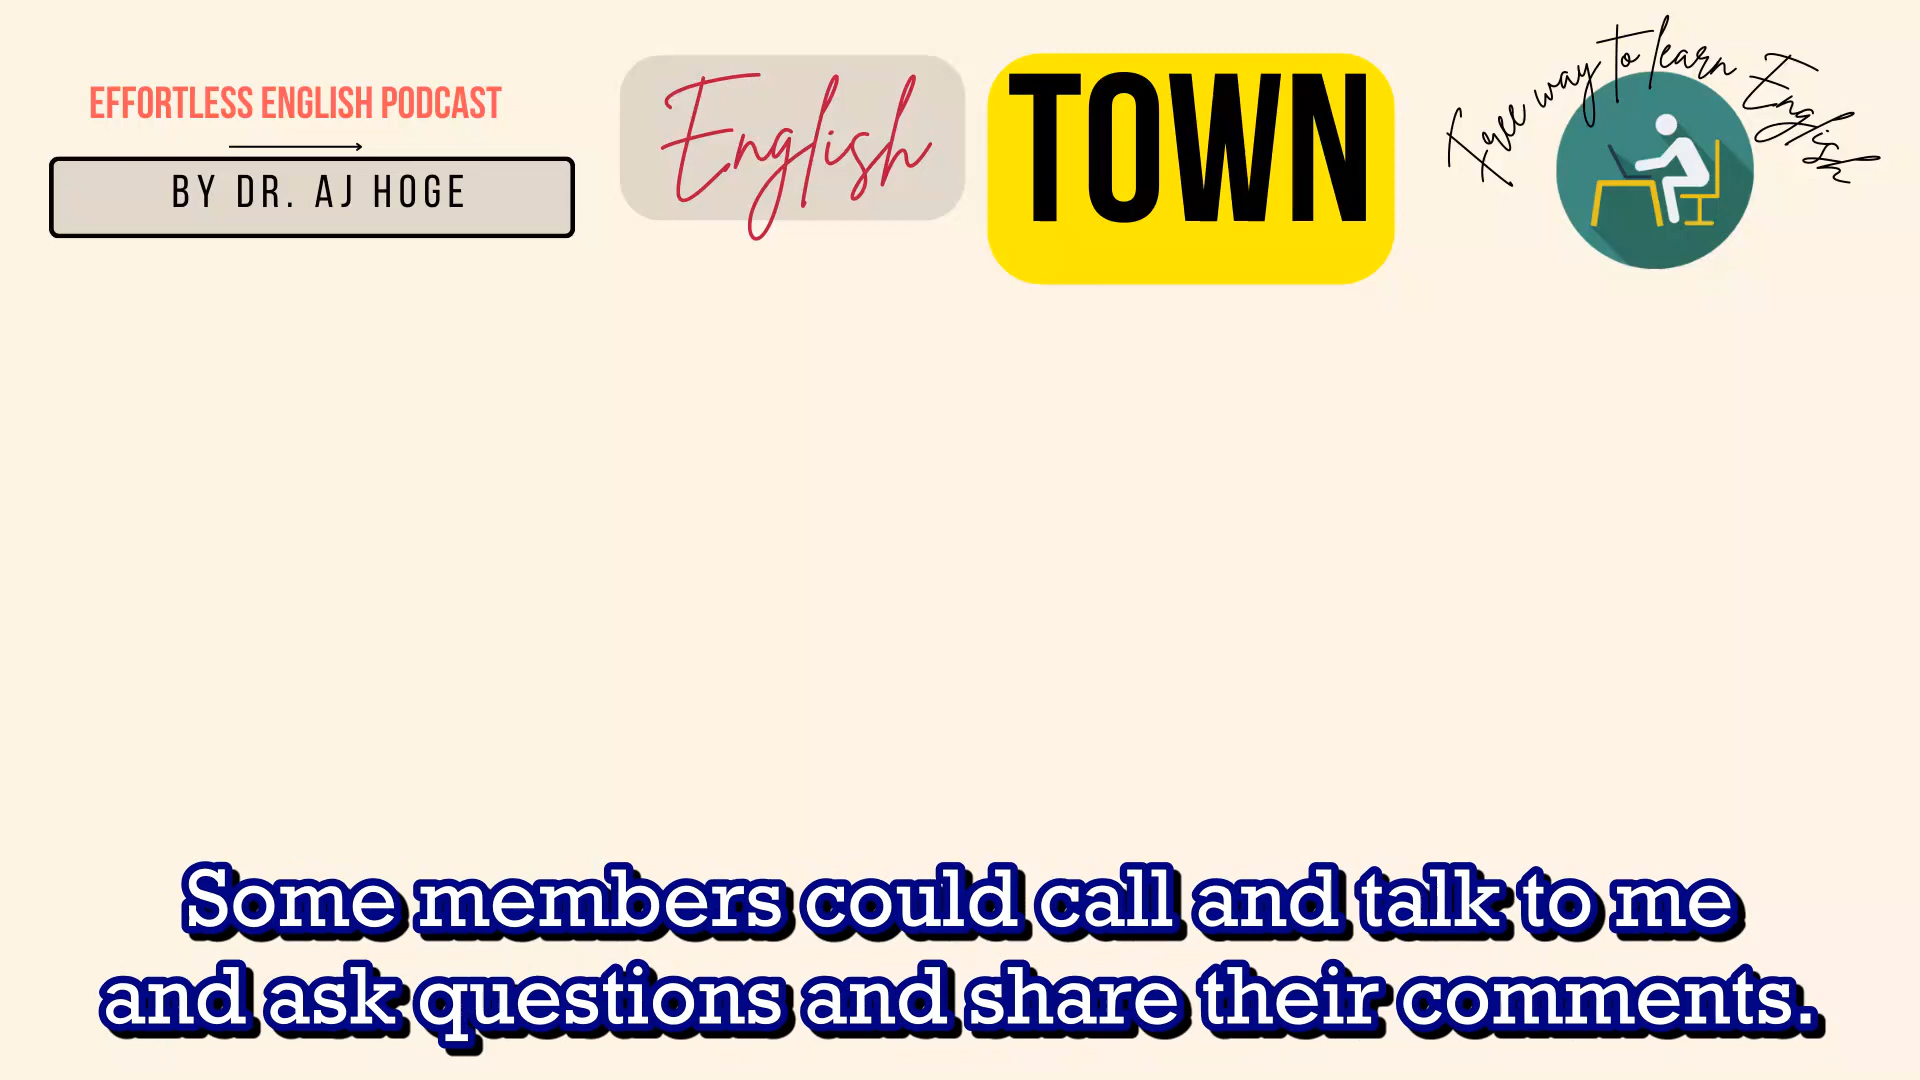 EFFORTLESS ENGLISH PODCAST
BY DR. AJ HOGE
English
TOWN
Free way to learn English
Some members could call and talk to me
and ask questions and share their comments.